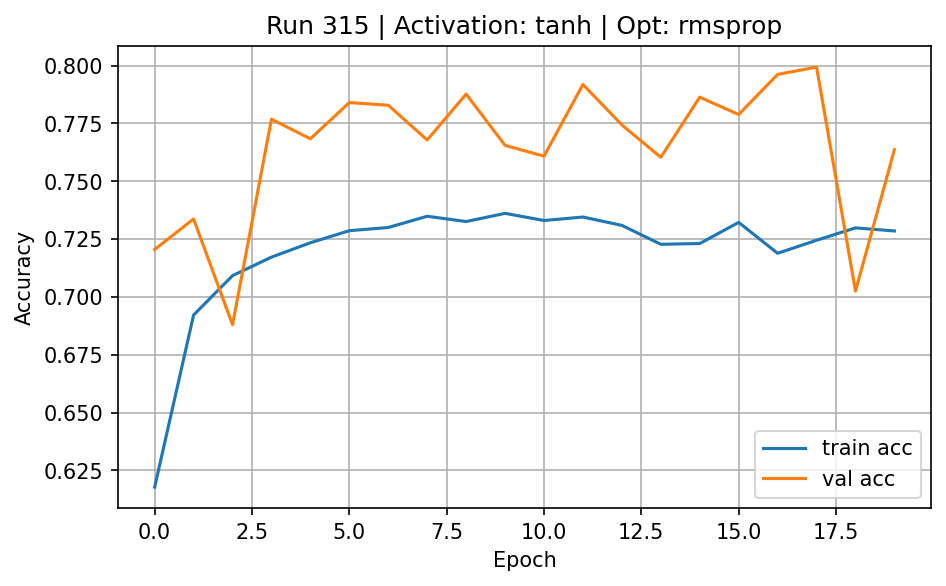 Run 315 | Activation: tanh | Opt: rmsprop
0.800
0.775
0.750
0.725
0.700
0.675
0.650
0.625
Accuracy
train acc
val acc
0.0 2.5 5.0 7.5 10.0 12.5 15.0 17.5
Epoch